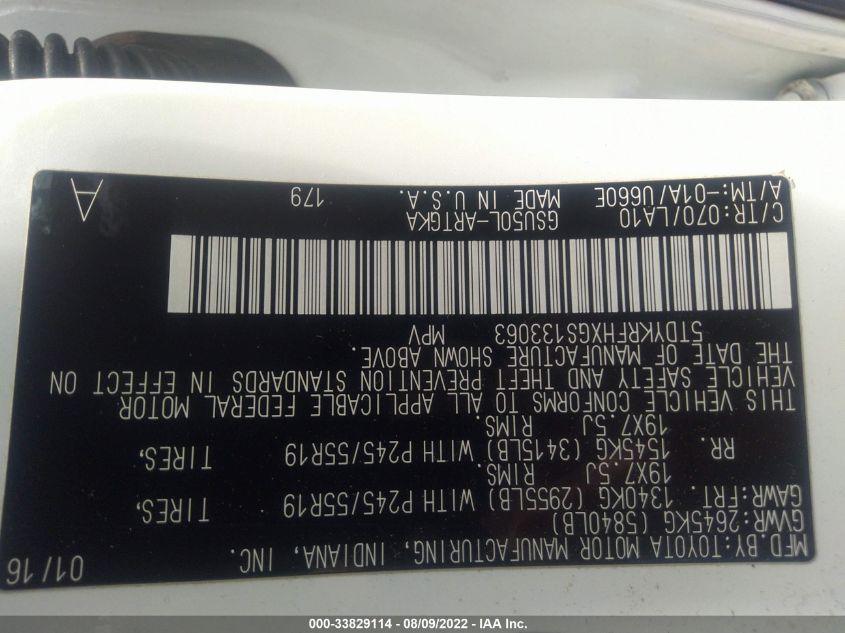 MFD.BY:TOYOTA MOTOR MANUFACTURING, INDIANA, INC. 01/16
GVWR:2645KG (5840LB)
GAWR:FRT. 1340KG (2955LB) WITH P245/55R19 TIRES,
19X7.5J RIMS.
RR. 1545KG (3415LB) WITH P245/55R19 TIRES,
19X7.5J RIMS.
THIS VEHICLE CONFORMS TO ALL APPLICABLE FEDERAL MOTOR
VEHICLE SAFETY AND THEFT PREVENTION STANDARDS IN EFFECT ON
THE DATE OF MANUFACTURE SHOWN ABOVE.
5TDYKRFHXGS133063 MPV
C/TR:070/LA10 GSU50L-ARTGKA
A/TM:-01A/U660E MADE IN U.S.A. 179 A
000-33829114 - 08/09/2022 - IAA Inc.